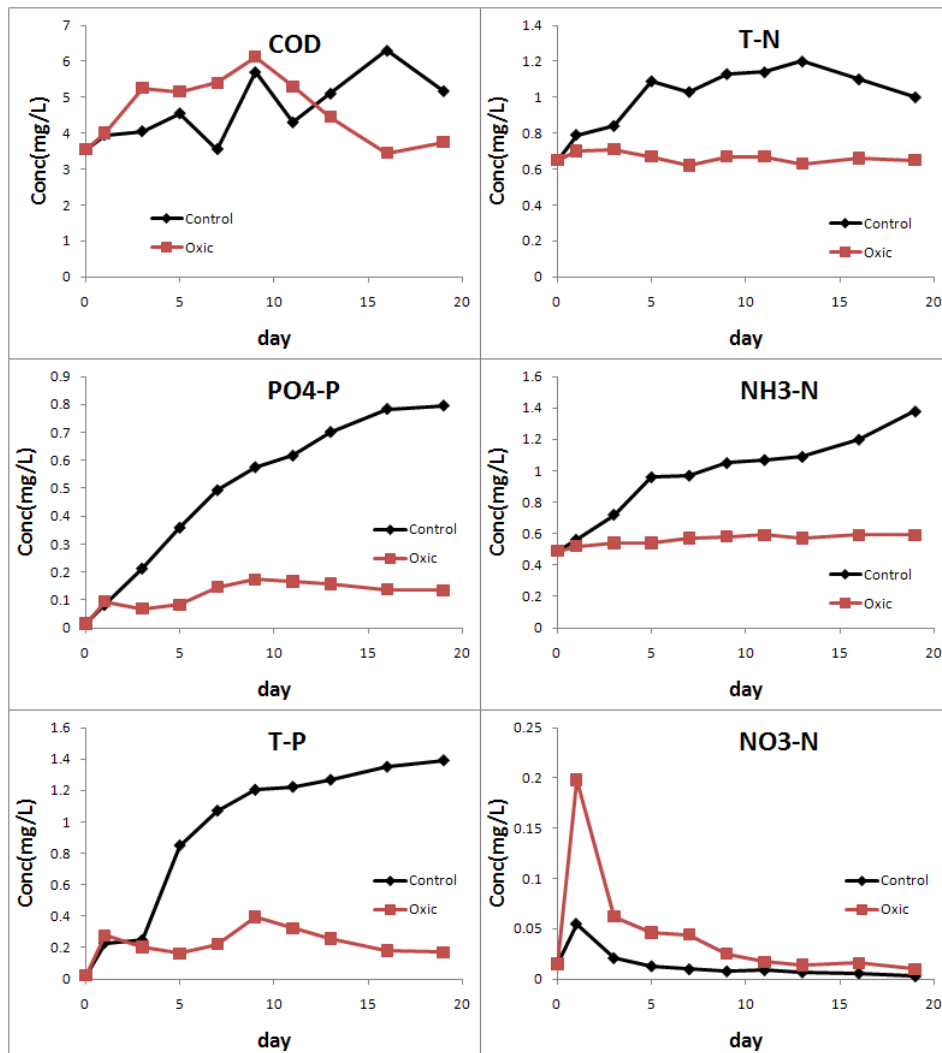 COD
Conc(mg/L)
7
6
5
4
3
2
1
0
Control
Oxic
0 5 10 15 20
day
T-N
Conc(mg/L)
1.4
1.2
1
0.8
0.6
0.4
0.2
0
Control
Oxic
0 5 10 15 20
day
PO4-P
Conc(mg/L)
0.9
0.8
0.7
0.6
0.5
0.4
0.3
0.2
0.1
0
Control
Oxic
0 5 10 15 20
day
NH3-N
Conc(mg/L)
1.6
1.4
1.2
1
0.8
0.6
0.4
0.2
0
Control
Oxic
0 5 10 15 20
day
T-P
Conc(mg/L)
1.6
1.4
1.2
1
0.8
0.6
0.4
0.2
0
Control
Oxic
0 5 10 15 20
day
NO3-N
Conc(mg/L)
0.25
0.2
0.15
0.1
0.05
0
Control
Oxic
0 5 10 15 20
day